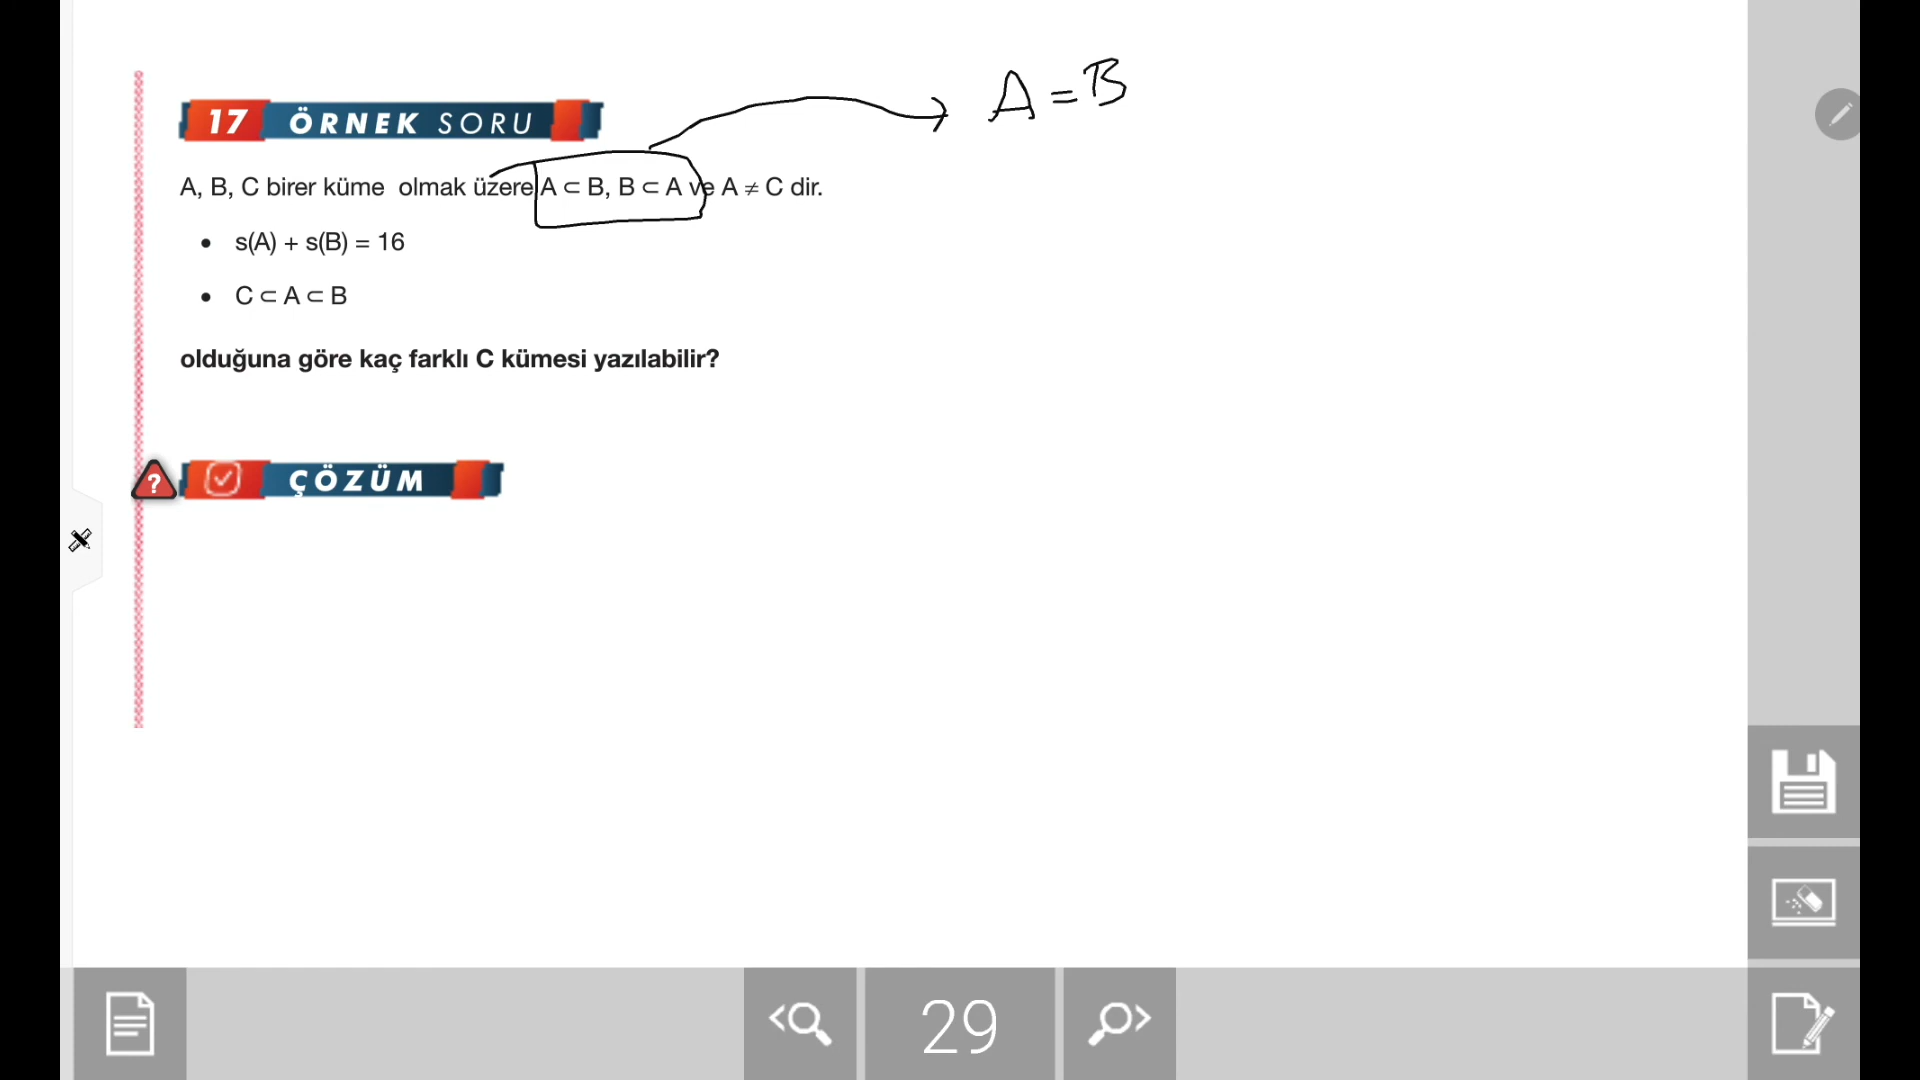 A = B
17 ÖRNEK SORU
A, B, C birer küme olmak üzere A ⊂ B, B ⊂ A ve A ≠ C dir.
• s(A) + s(B) = 16
• C ⊂ A ⊂ B
olduğuna göre kaç farklı C kümesi yazılabilir?
? ÇÖZÜM
29